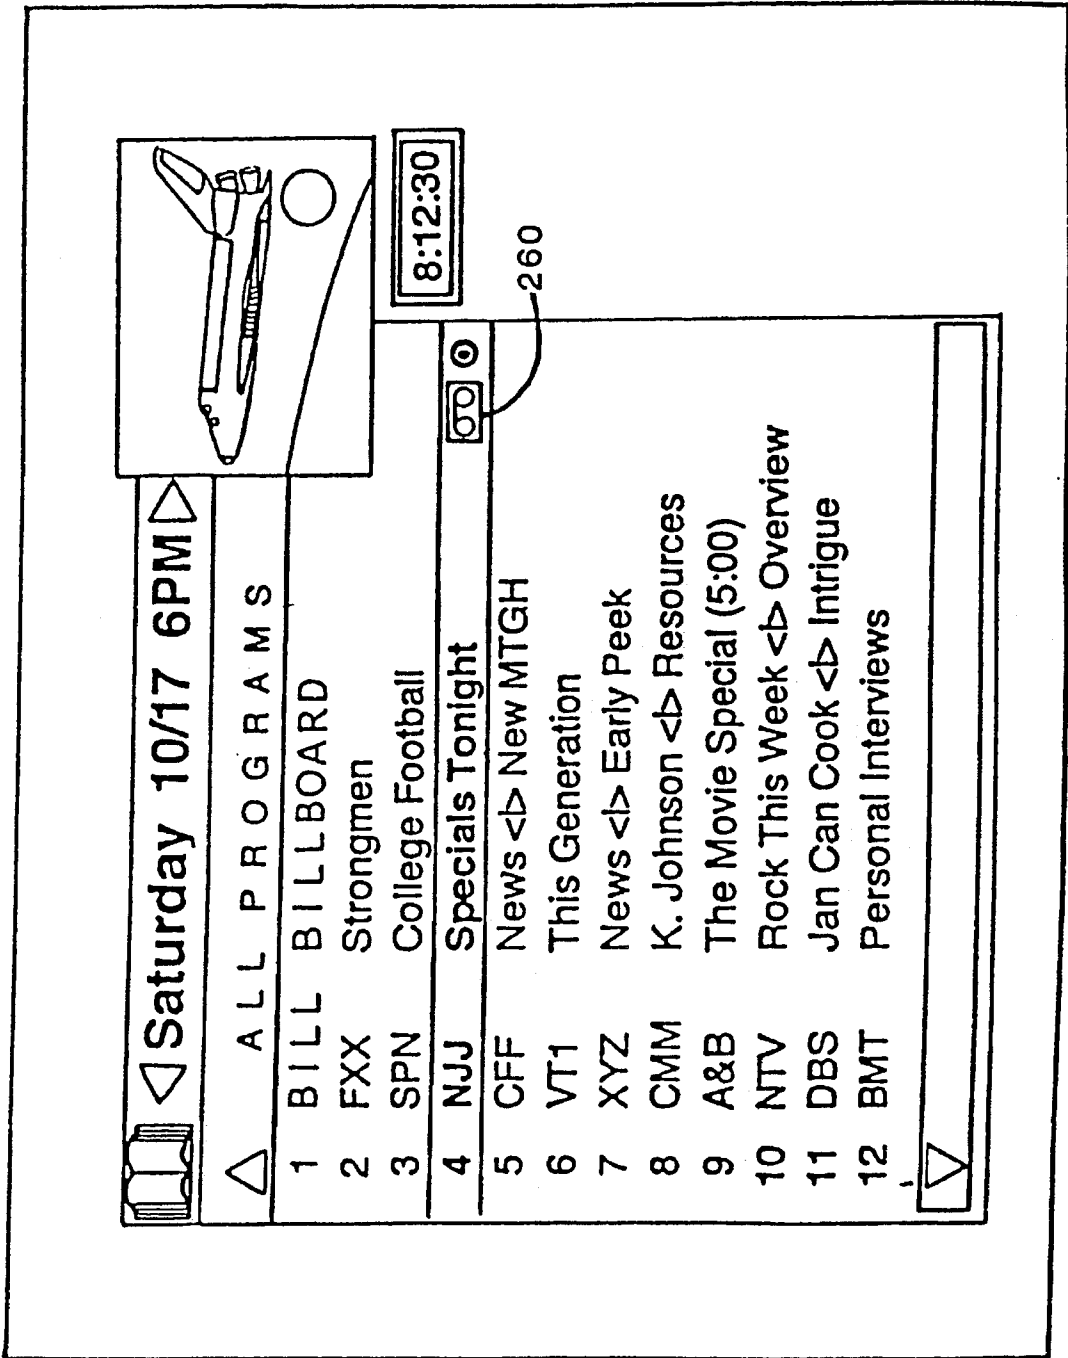 Saturday 10/17 6PM
ALL PROGRAMS
8:12:30
1 BILL BILLBOARD
2 FXX Strongmen
3 SPN College Football
4 NJJ Specials Tonight
260
5 CFF News <|> New MTGH
6 VT1 This Generation
7 XYZ News <|> Early Peek
8 CMM K. Johnson <|> Resources
9 A&B The Movie Special (5:00)
10 NTV Rock This Week <|> Overview
11 DBS Jan Can Cook <|> Intrigue
12 BMT Personal Interviews